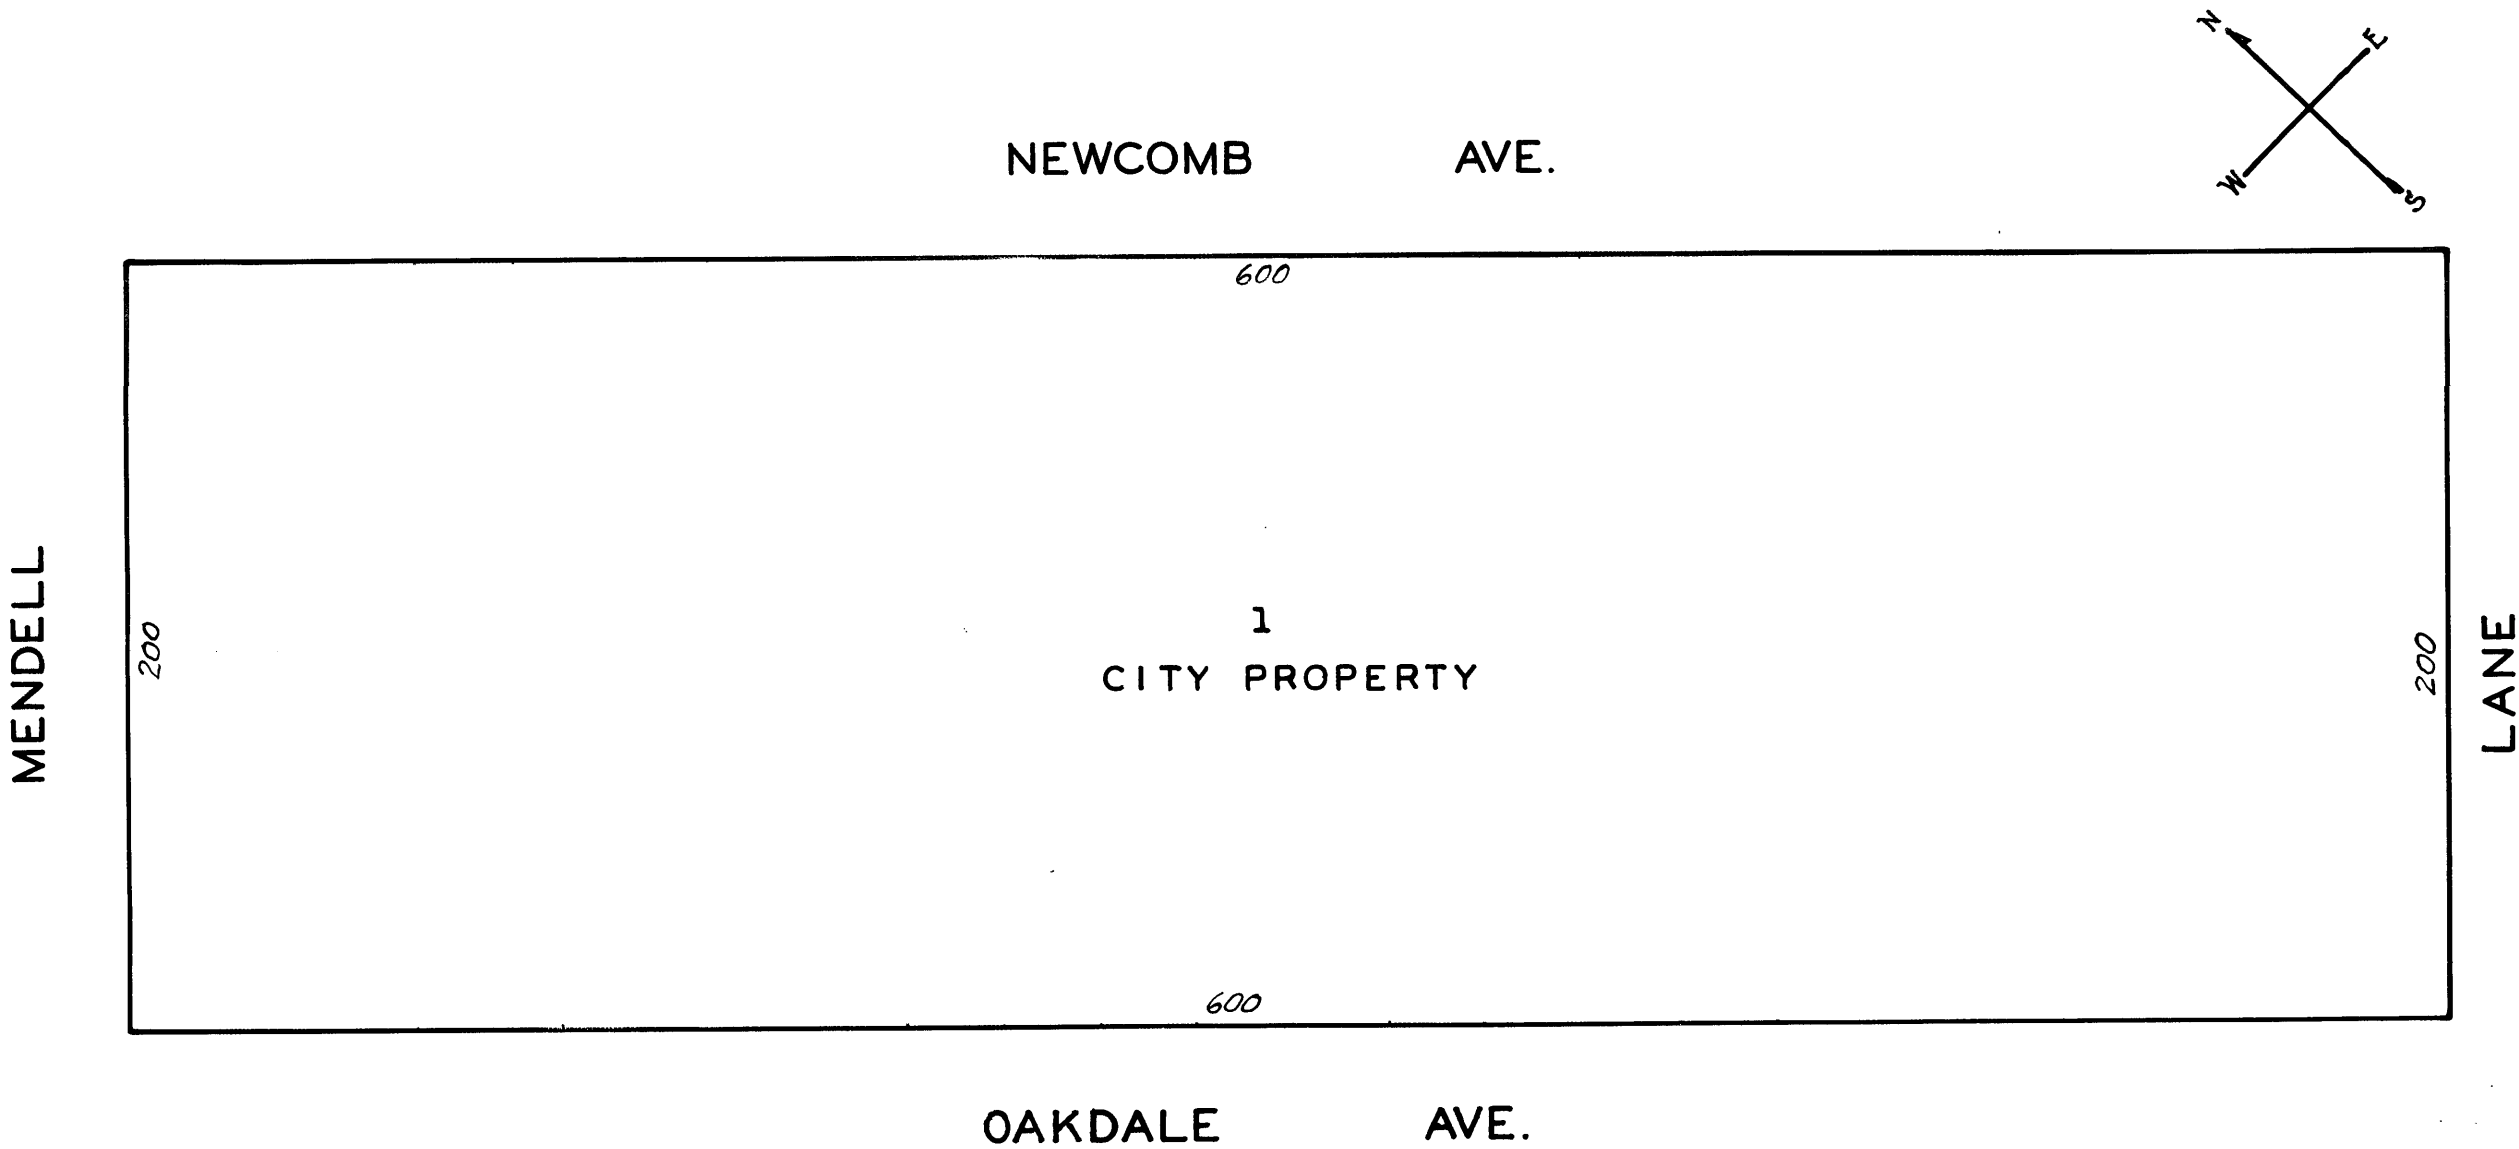 N
E
W
S
NEWCOMB AVE.
600
MENDELL
200
1
CITY PROPERTY
200
LANE
600
OAKDALE AVE.